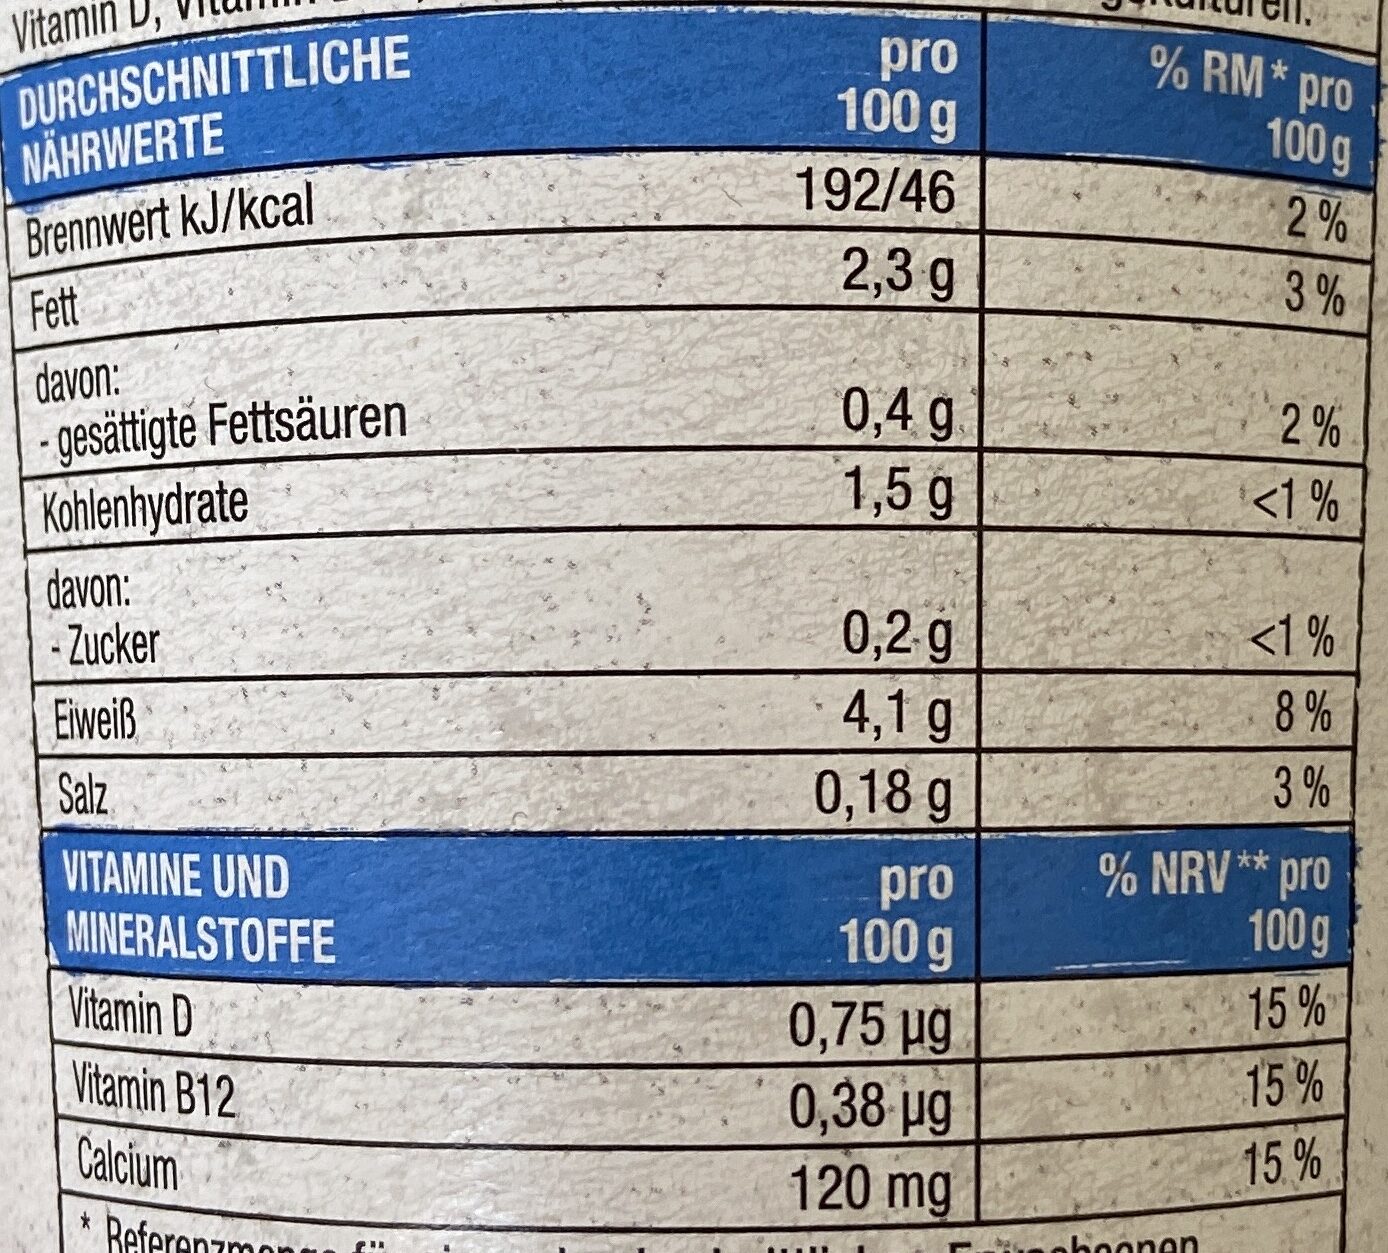 Vitamin D,
DURCHSCHNITTLICHE NÄHRWERTE pro 100 g % RM* pro 100 g
Brennwert kJ/kcal 192/46 2 %
Fett 2,3 g 3 %
davon:
- gesättigte Fettsäuren 0,4 g 2 %
Kohlenhydrate 1,5 g <1 %
davon:
- Zucker 0,2 g <1 %
Eiweiß 4,1 g 8 %
Salz 0,18 g 3 %
VITAMINE UND MINERALSTOFFE pro 100 g % NRV** pro 100 g
Vitamin D 0,75 µg 15 %
Vitamin B12 0,38 µg 15 %
Calcium 120 mg 15 %
*